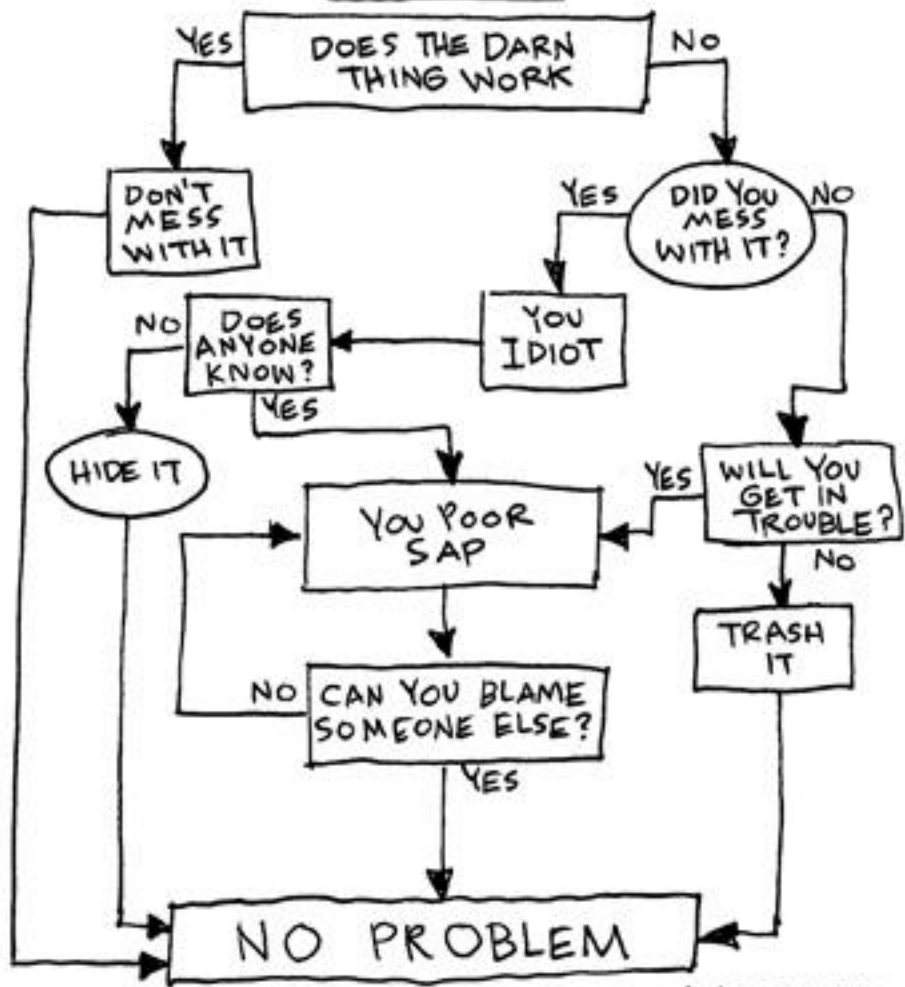 YES
DOES THE DARN
THING WORK
NO
DON'T
MESS
WITH IT
YES
DID YOU
MESS
WITH IT?
NO
NO
DOES
ANYONE
KNOW?
YES
YOU
IDIOT
HIDE IT
YOU POOR
SAP
YES
WILL YOU
GET IN
TROUBLE?
NO
TRASH
IT
NO
CAN YOU BLAME
SOMEONE ELSE?
YES
NO PROBLEM